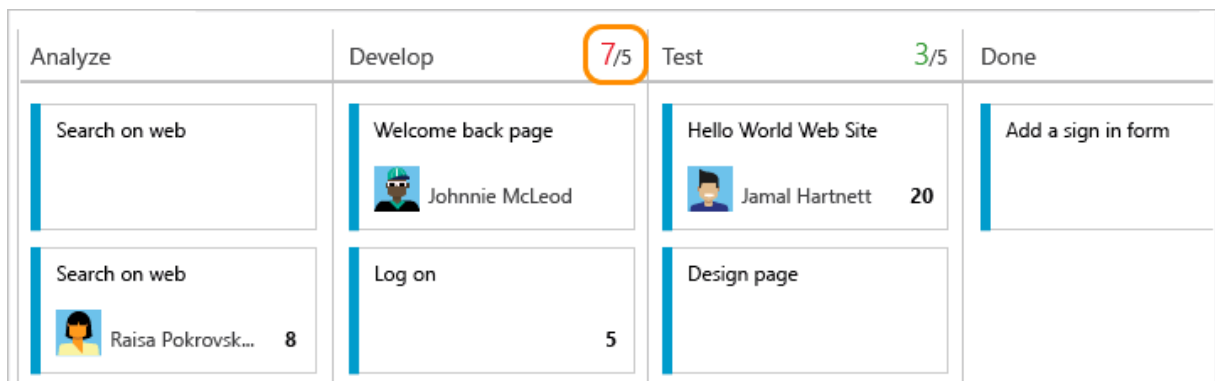 Analyze
Develop 7/5
Test 3/5
Done
Search on web
Welcome back page
Johnnie McLeod
Hello World Web Site
Jamal Hartnett 20
Add a sign in form
Search on web
Raisa Pokrovsk... 8
Log on
5
Design page